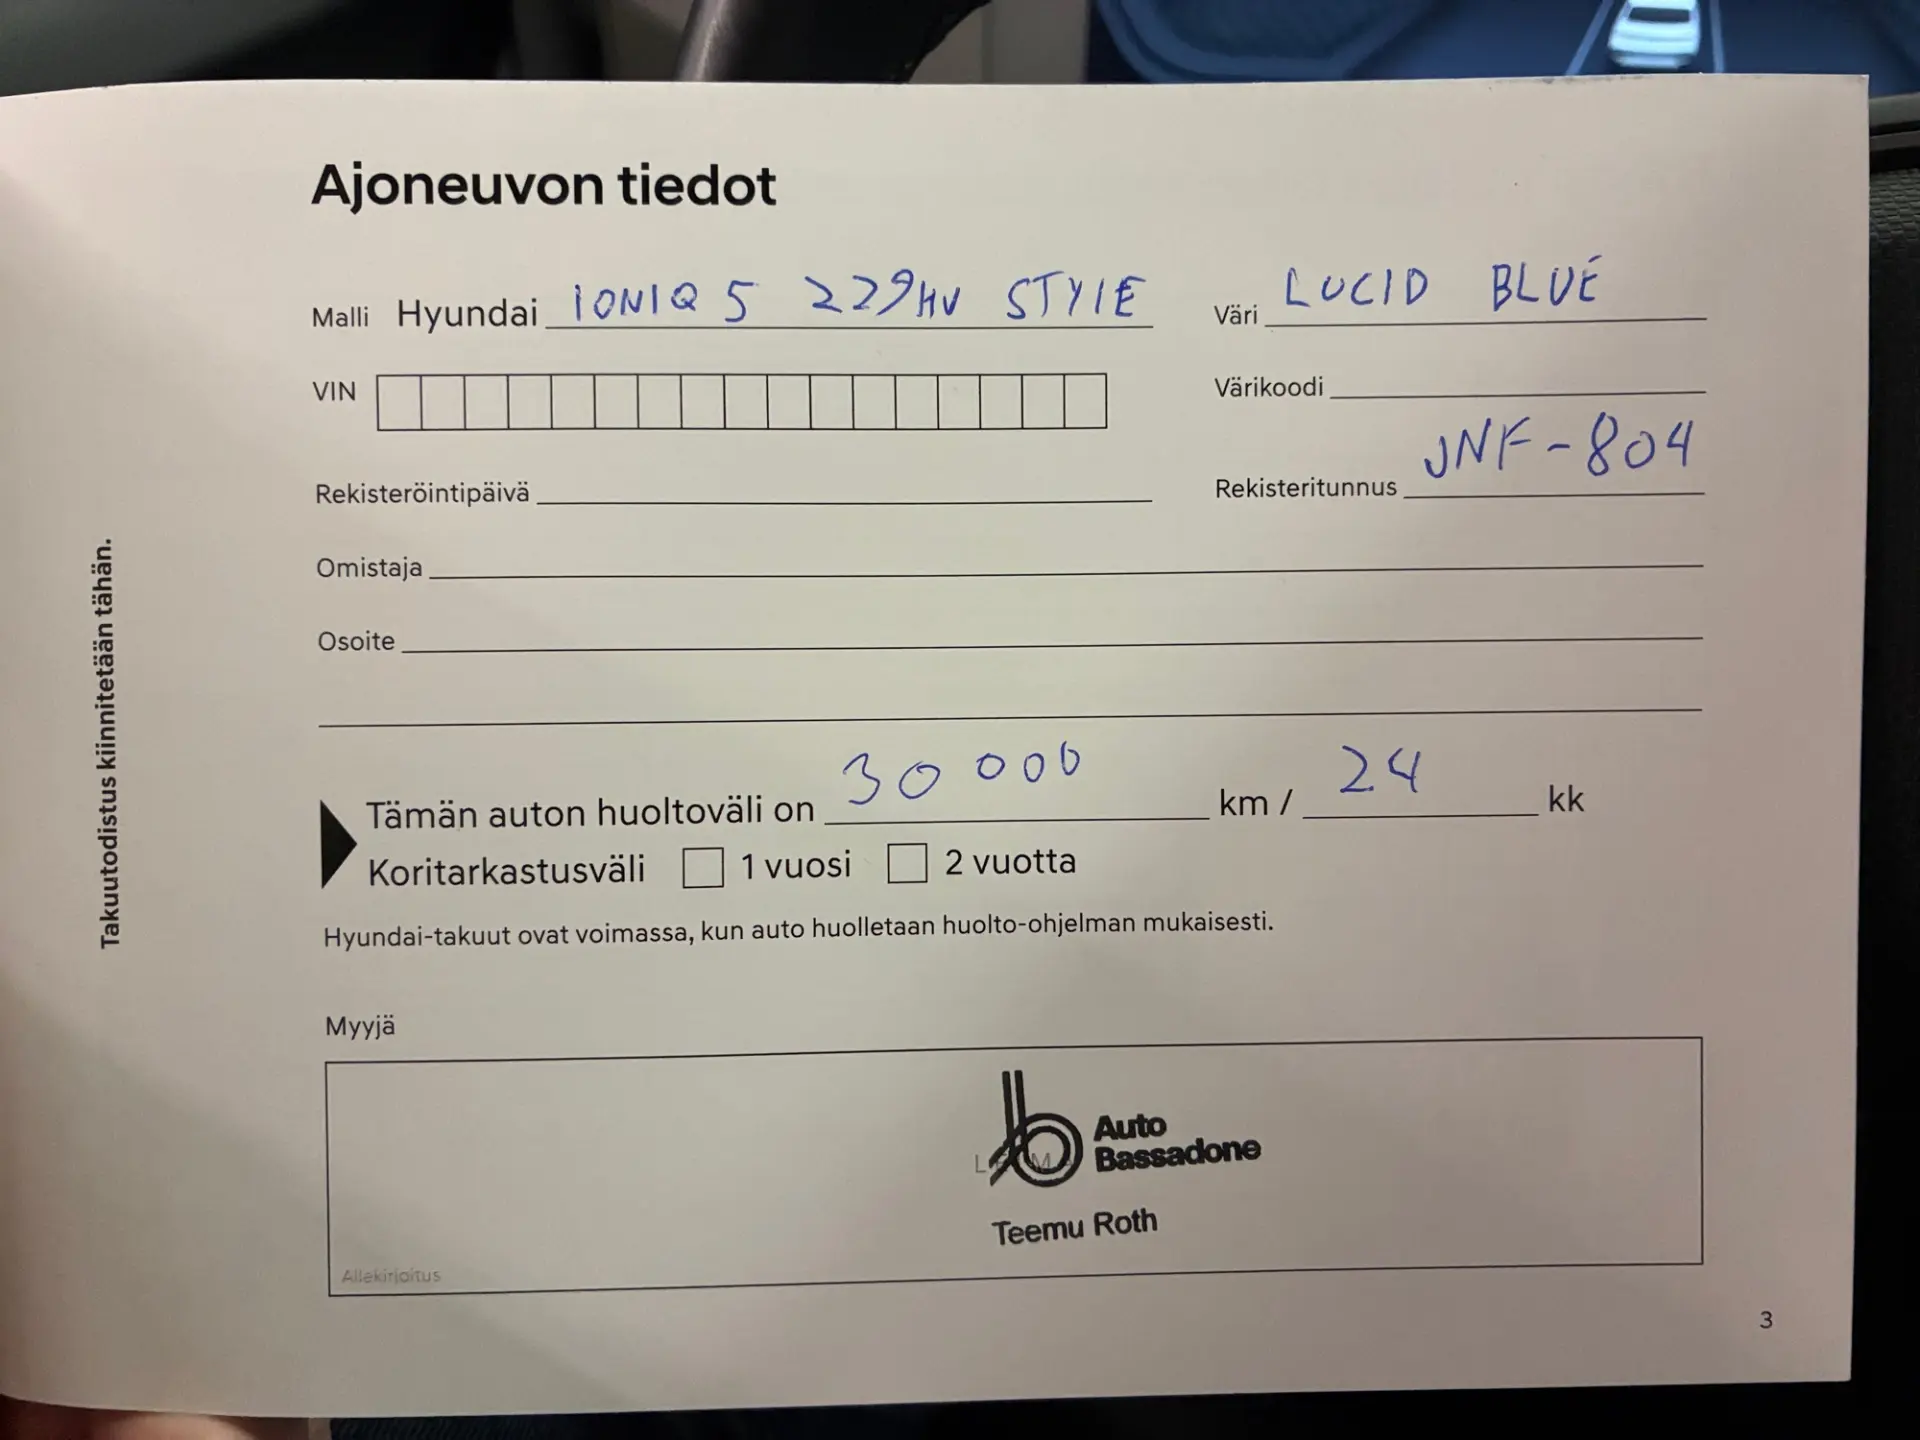 Ajoneuvon tiedot
Malli Hyundai IONIQ 5 229HV STYlE
Väri LUCID BLUE
VIN
Värikoodi
Rekisteröintipäivä
Rekisteritunnus JNF-804
Omistaja
Osoite
Tämän auton huoltoväli on 30 000 km / 24 kk
Koritarkastusväli 1 vuosi 2 vuotta
Hyundai-takuut ovat voimassa, kun auto huolletaan huolto-ohjelman mukaisesti.
Takuutodistus kiinnitetään tähän.
Myyjä
Auto
Bassadone
Teemu Roth
Allekirjoitus
3